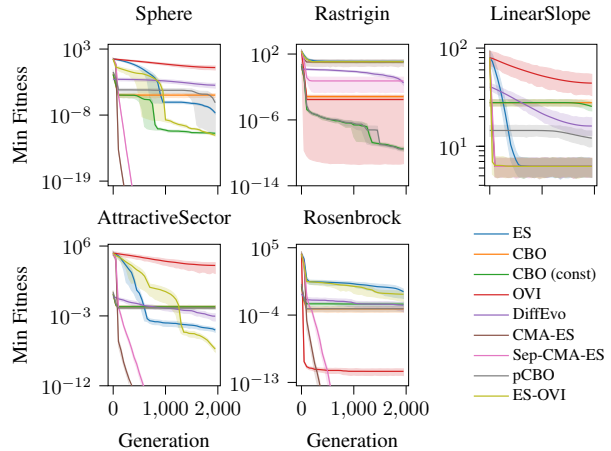 Sphere
Rastrigin
LinearSlope
Min Fitness
10^3
10^-8
10^-19
10^2
10^-6
10^-14
10^2
10^1
AttractiveSector
Rosenbrock
Min Fitness
10^6
10^-3
10^-12
10^5
10^-4
10^-13
0 1,000 2,000
0 1,000 2,000
Generation
Generation
ES
CBO
CBO (const)
OVI
DiffEvo
CMA-ES
Sep-CMA-ES
pCBO
ES-OVI